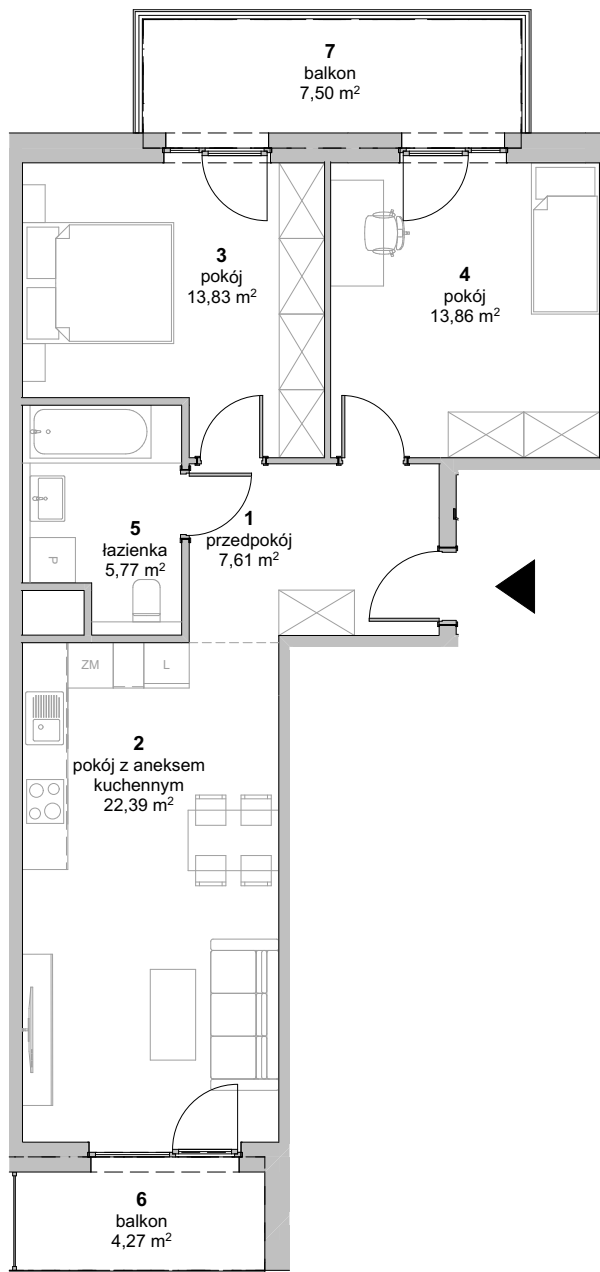 7
balkon
7,50 m²
3
pokój
13,83 m²
4
pokój
13,86 m²
5
łazienka
5,77 m²
1
przedpokój
7,61 m²
P
ZM
L
2
pokój z aneksem
kuchennym
22,39 m²
6
balkon
4,27 m²